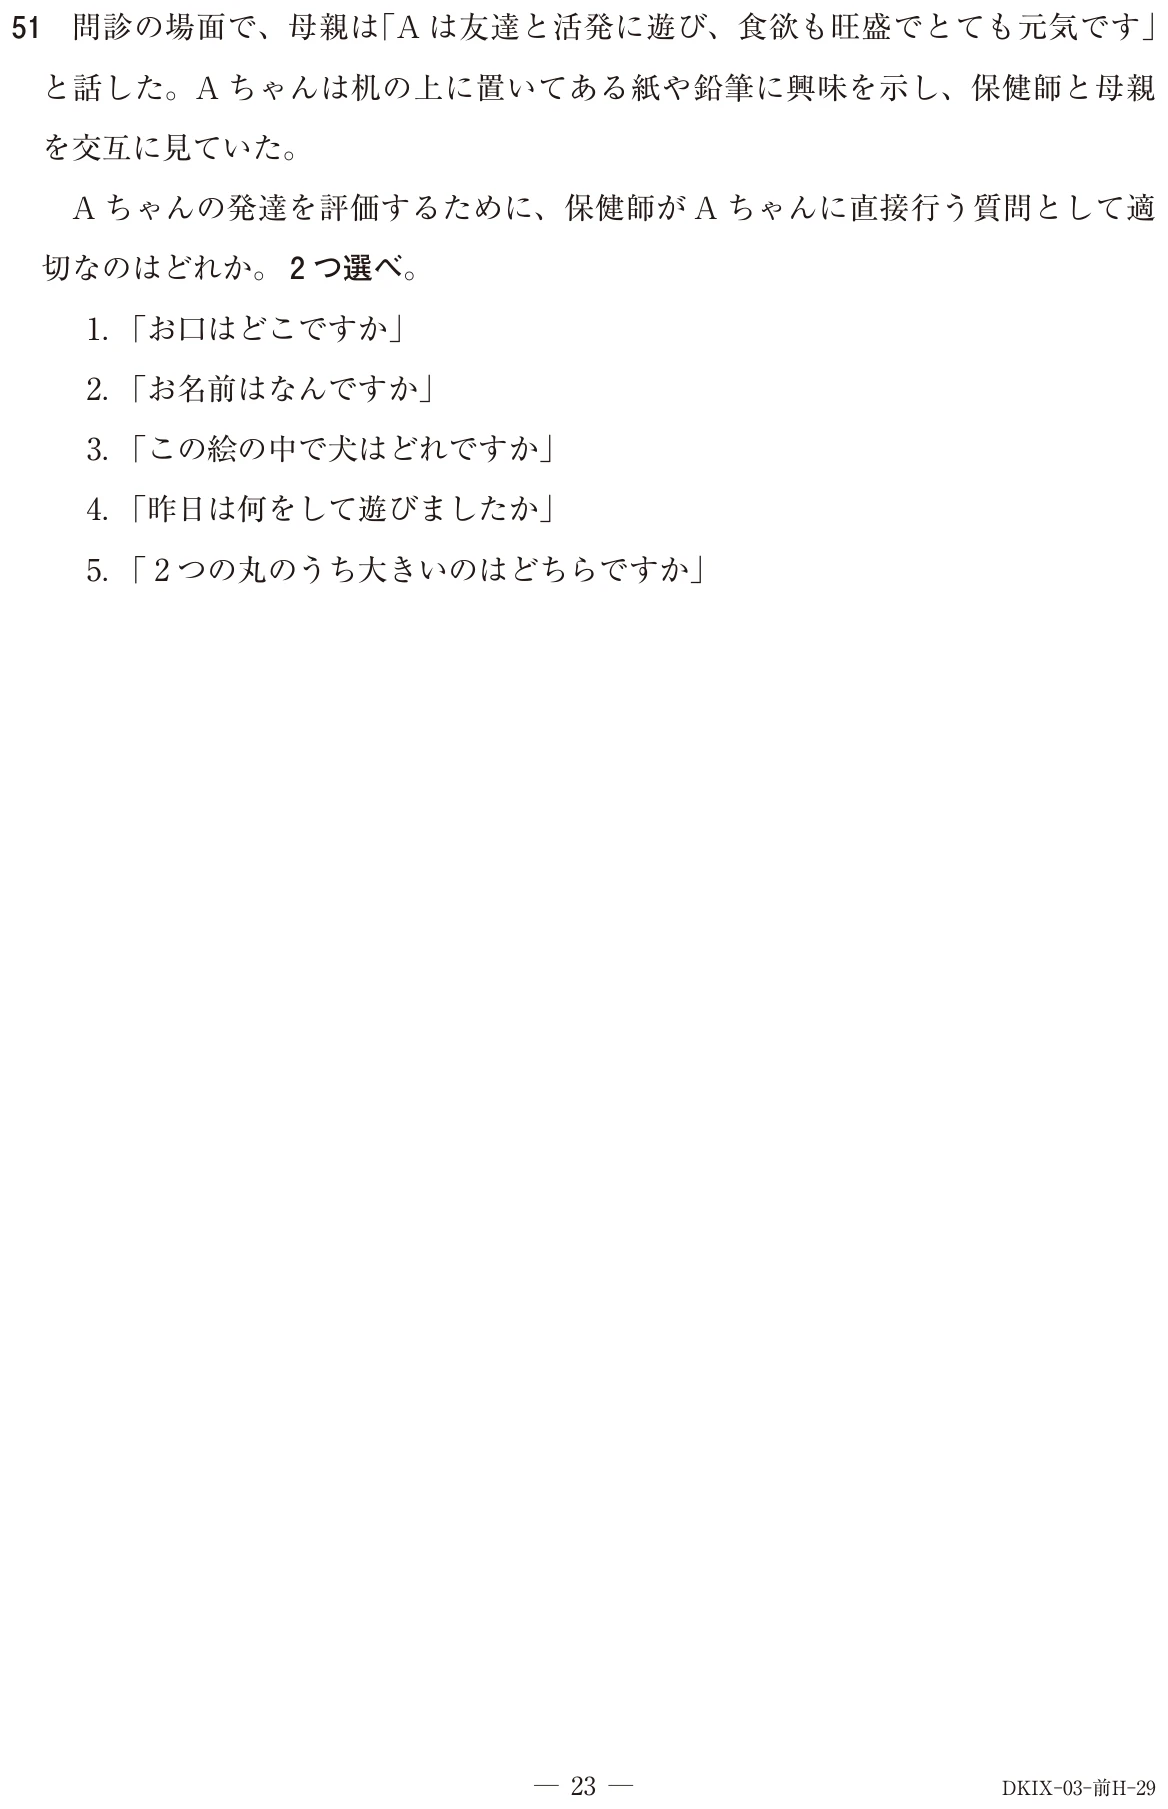 51 問診の場面で、母親は「A は友達と活発に遊び、食欲も旺盛でとても元気です」
と話した。A ちゃんは机の上に置いてある紙や鉛筆に興味を示し、保健師と母親
を交互に見ていた。
A ちゃんの発達を評価するために、保健師が A ちゃんに直接行う質問として適
切なのはどれか。2 つ選べ。
1. 「お口はどこですか」
2. 「お名前はなんですか」
3. 「この絵の中で犬はどれですか」
4. 「昨日は何をして遊びましたか」
5. 「2 つの丸のうち大きいのはどちらですか」
— 23 —
DKIX-03-前H-29